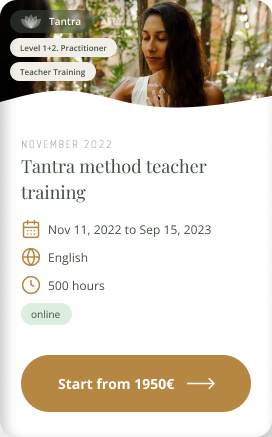 Tantra
Level 1+2. Practitioner
Teacher Training
NOVEMBER 2022
Tantra method teacher
training
Nov 11, 2022 to Sep 15, 2023
English
500 hours
online
Start from 1950€